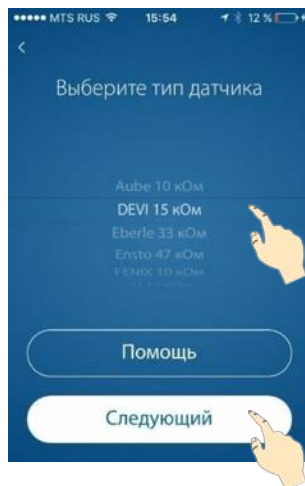 MTS RUS 15:54 12 %
Выберите тип датчика
Aube 10 кОм
DEVI 15 кОм
Eberle 33 кОм
Ensto 47 кОм
FENIX 10 кОм
Помощь
Следующий